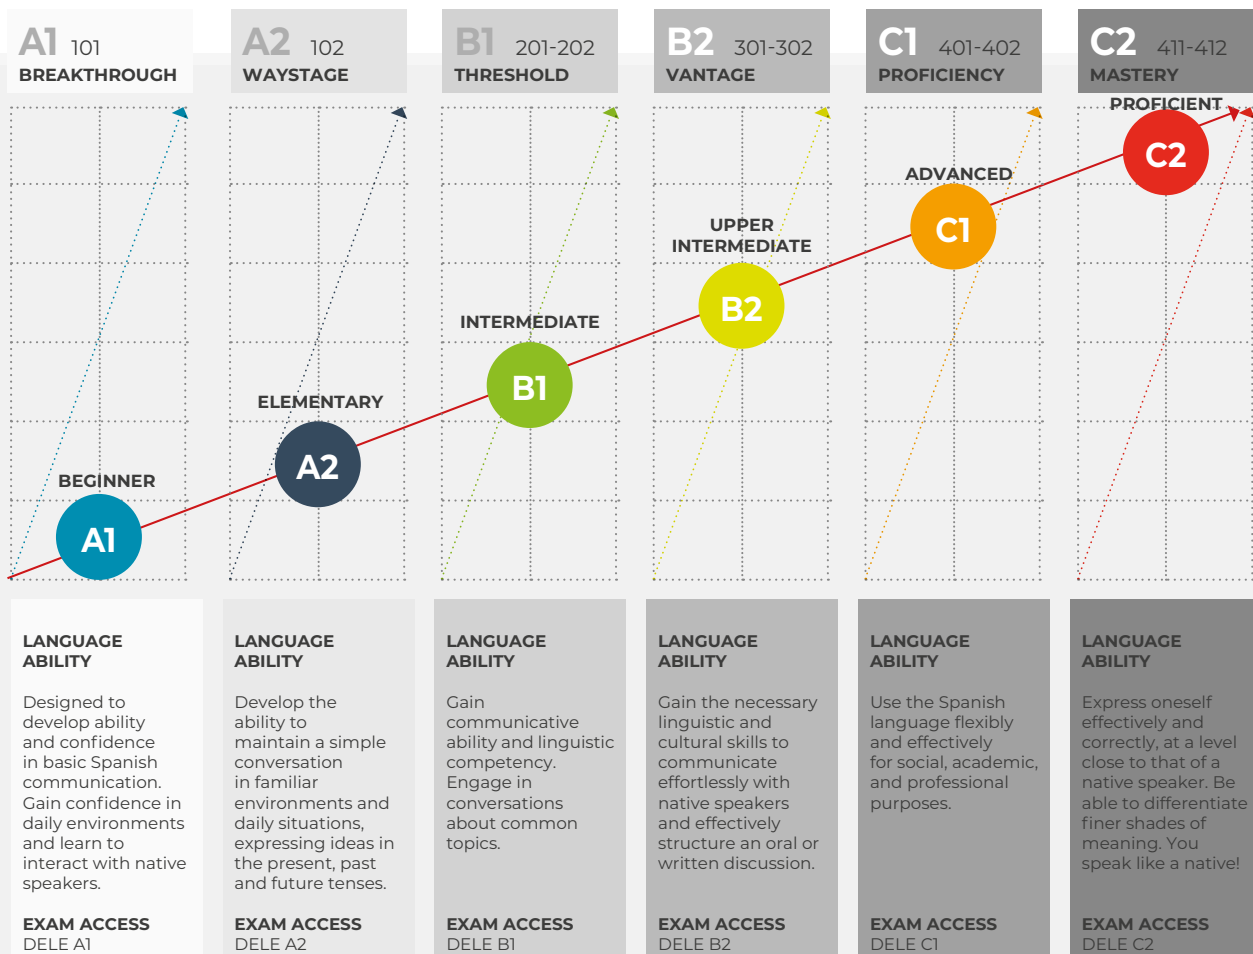 A1 101
BREAKTHROUGH
A2 102
WAYSTAGE
B1 201-202
THRESHOLD
B2 301-302
VANTAGE
C1 401-402
PROFICIENCY
C2 411-412
MASTERY
PROFICIENT
C2
ADVANCED
C1
UPPER
INTERMEDIATE
B2
INTERMEDIATE
B1
ELEMENTARY
A2
BEGINNER
A1
LANGUAGE
ABILITY
Designed to
develop ability
and confidence
in basic Spanish
communication.
Gain confidence in
daily environments
and learn to
interact with native
speakers.
EXAM ACCESS
DELE A1
LANGUAGE
ABILITY
Develop the
ability to
maintain a simple
conversation
in familiar
environments and
daily situations,
expressing ideas in
the present, past
and future tenses.
EXAM ACCESS
DELE A2
LANGUAGE
ABILITY
Gain
communicative
ability and linguistic
competency.
Engage in
conversations
about common
topics.
EXAM ACCESS
DELE B1
LANGUAGE
ABILITY
Gain the necessary
linguistic and
cultural skills to
communicate
effortlessly with
native speakers
and effectively
structure an oral or
written discussion.
EXAM ACCESS
DELE B2
LANGUAGE
ABILITY
Use the Spanish
language flexibly
and effectively
for social, academic,
and professional
purposes.
EXAM ACCESS
DELE C1
LANGUAGE
ABILITY
Express oneself
effectively and
correctly, at a level
close to that of a
native speaker. Be
able to differentiate
finer shades of
meaning. You
speak like a native!
EXAM ACCESS
DELE C2